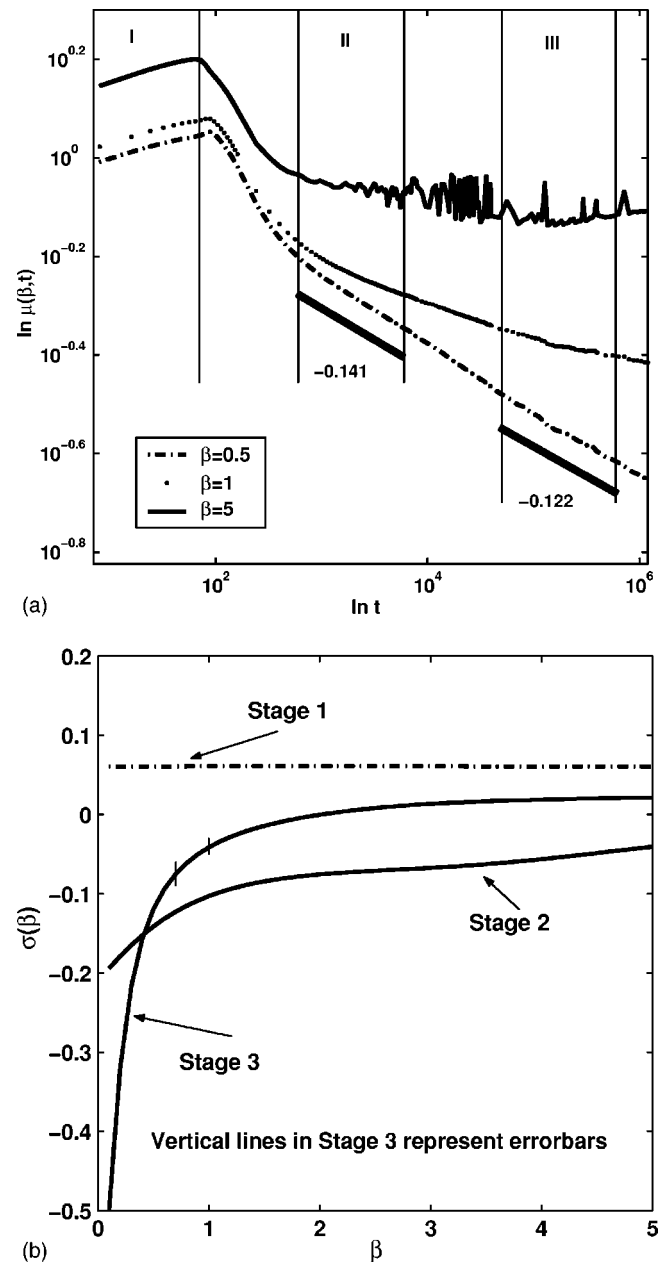 I
II
III
10^0.2
10^0
10^−0.2
10^−0.4
10^−0.6
10^−0.8
ln μ(β,t)
−0.141
−0.122
β=0.5
β=1
β=5
10^2
10^4
10^6
ln t
(a)
0.2
0.1
0
−0.1
−0.2
−0.3
−0.4
−0.5
σ(β)
Stage 1
Stage 2
Stage 3
Vertical lines in Stage 3 represent errorbars
0
1
2
3
4
5
β
(b)